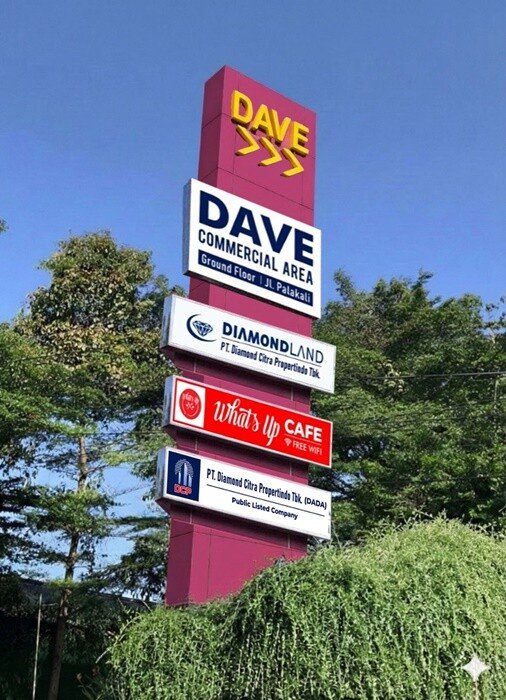 DAVE
DAVE
COMMERCIAL AREA
Ground Floor | Jl. Palakali
DIAMONDLAND
PT. Diamond Citra Propertindo Tbk.
What's Up CAFE
FREE WIFI
DCP
PT. Diamond Citra Propertindo Tbk. (DADA)
Public Listed Company